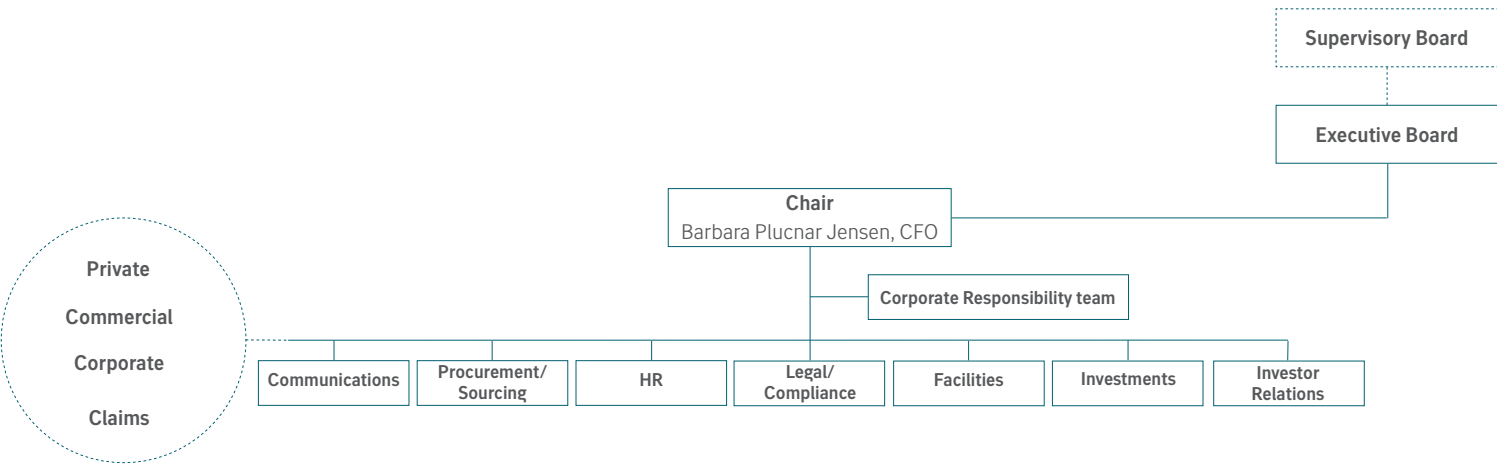 Supervisory Board
Executive Board
Chair
Barbara Plucnar Jensen, CFO
Corporate Responsibility team
Private
Commercial
Corporate
Claims
Communications
Procurement/
Sourcing
HR
Legal/
Compliance
Facilities
Investments
Investor
Relations